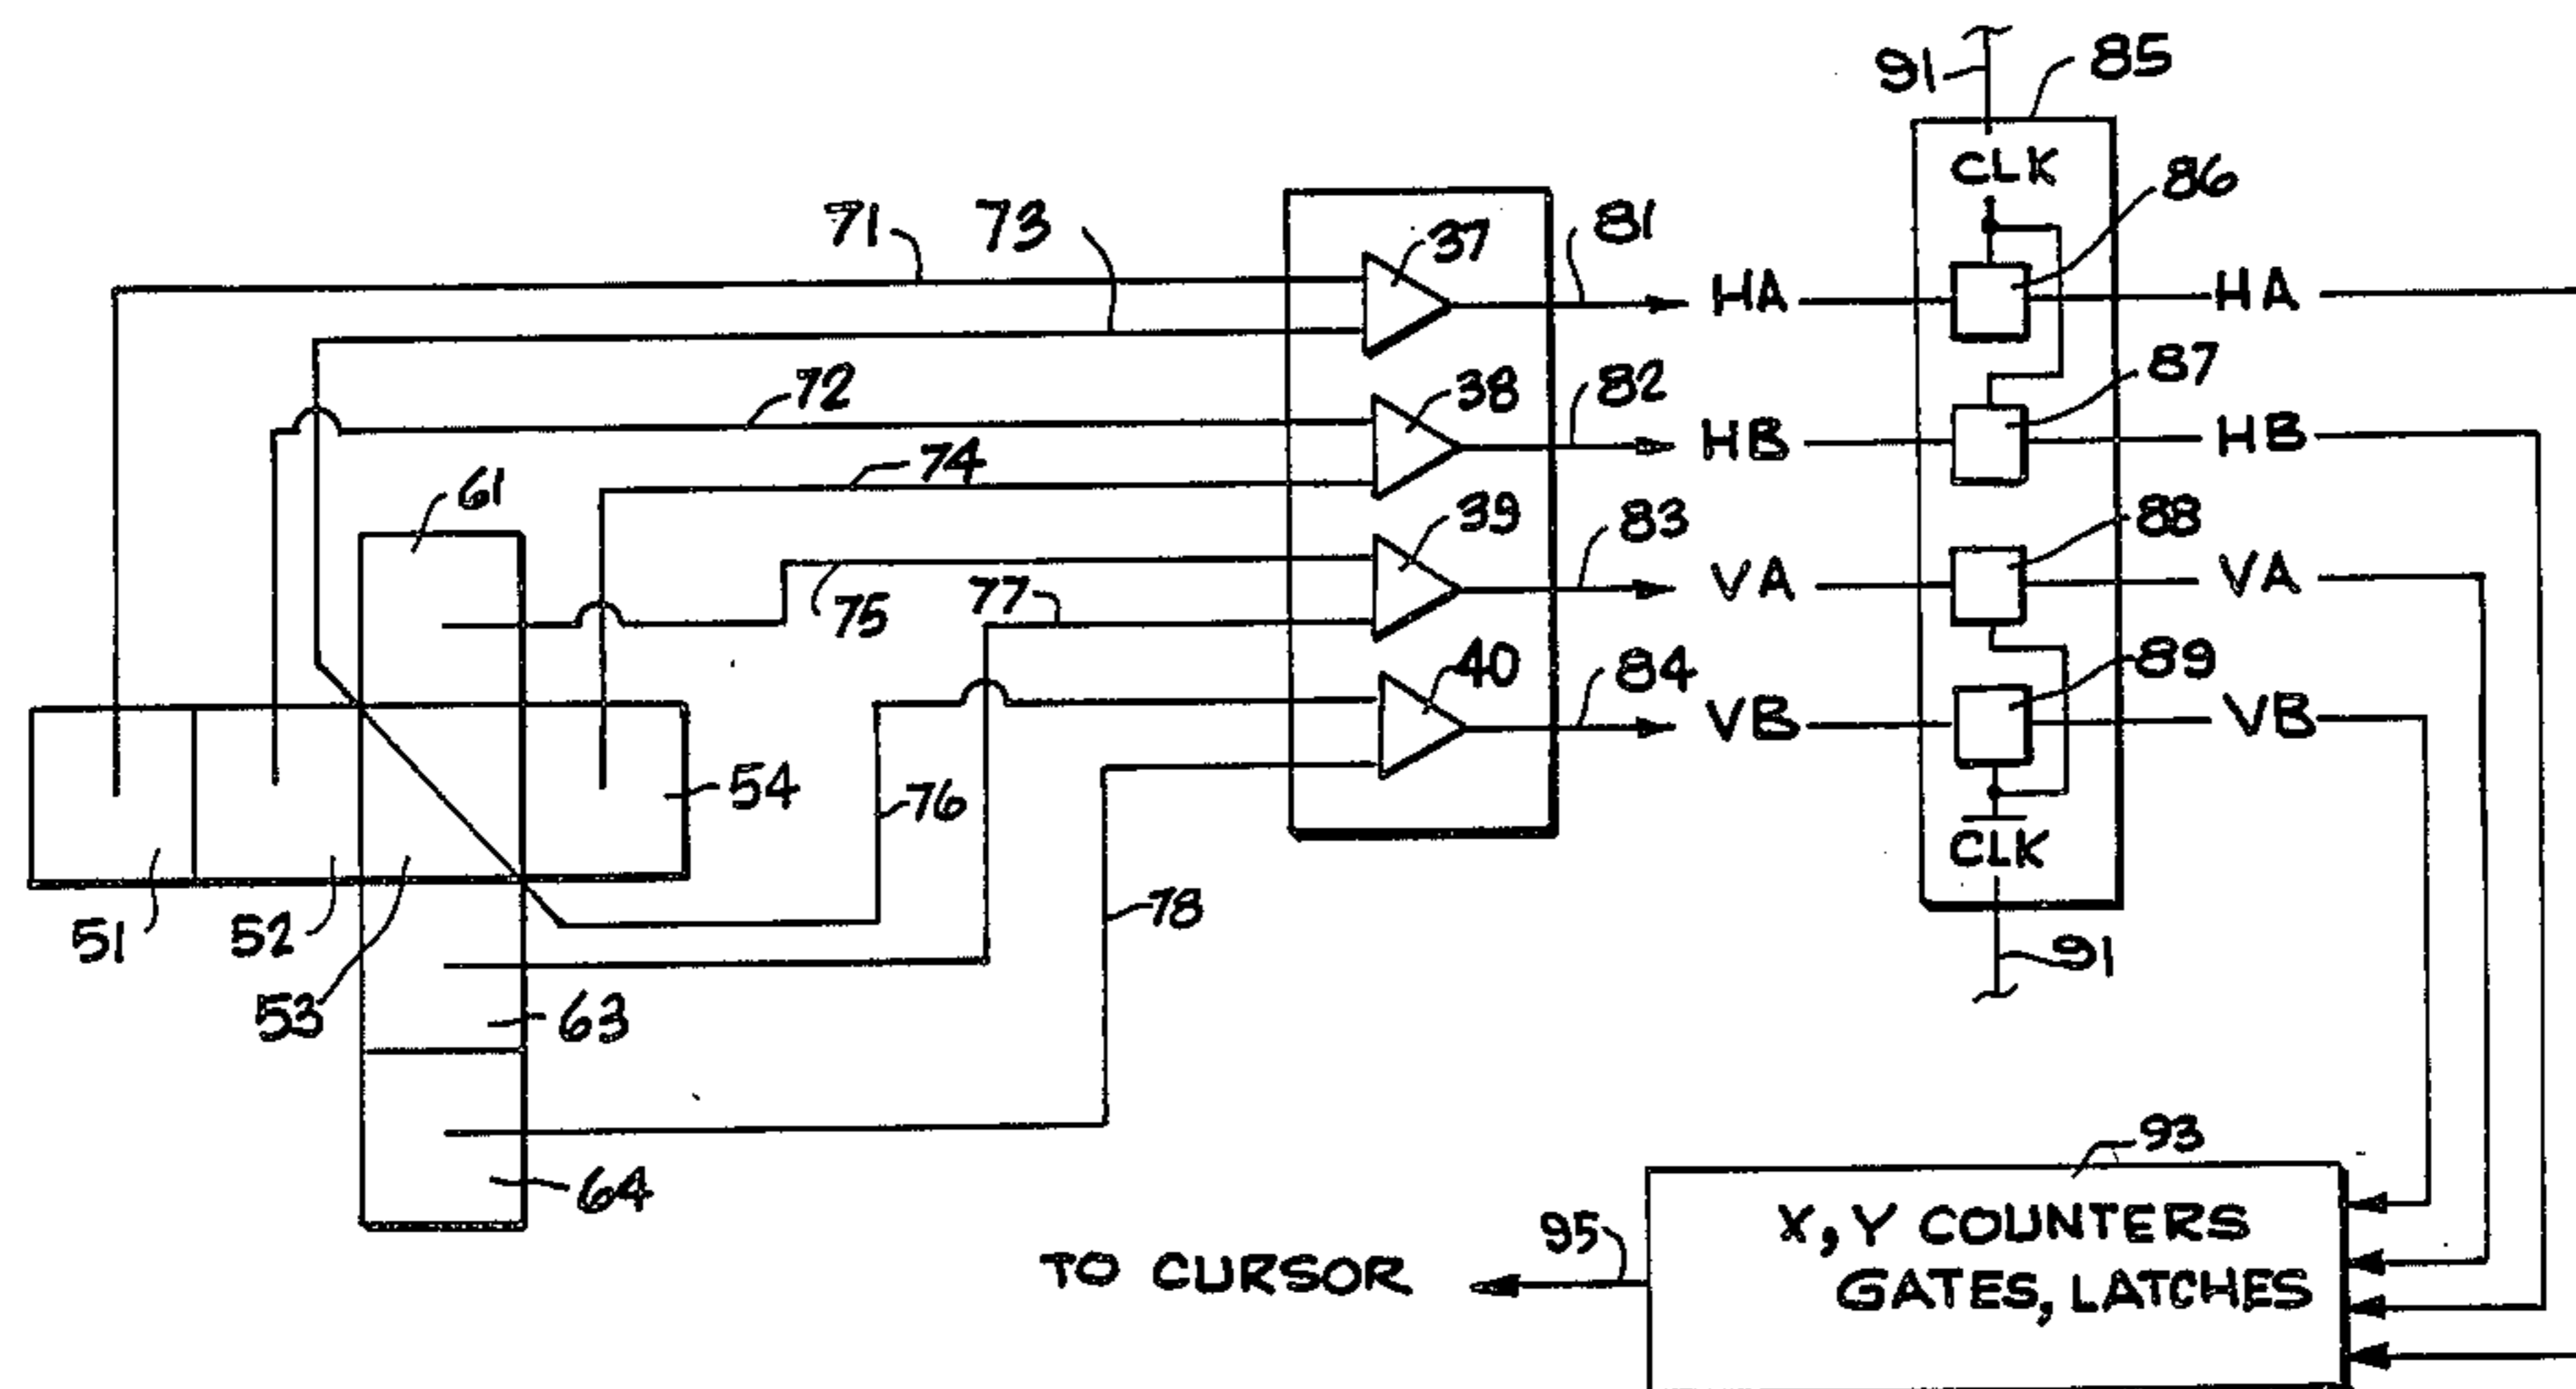 91
85
CLK
86
71
73
37
81
HA
HA
72
38
82
87
HB
HB
61
74
39
83
88
VA
VA
75
77
40
84
89
VB
VB
54
76
CLK
51
52
78
91
53
63
64
93
X, Y COUNTERS
GATES, LATCHES
95
TO CURSOR